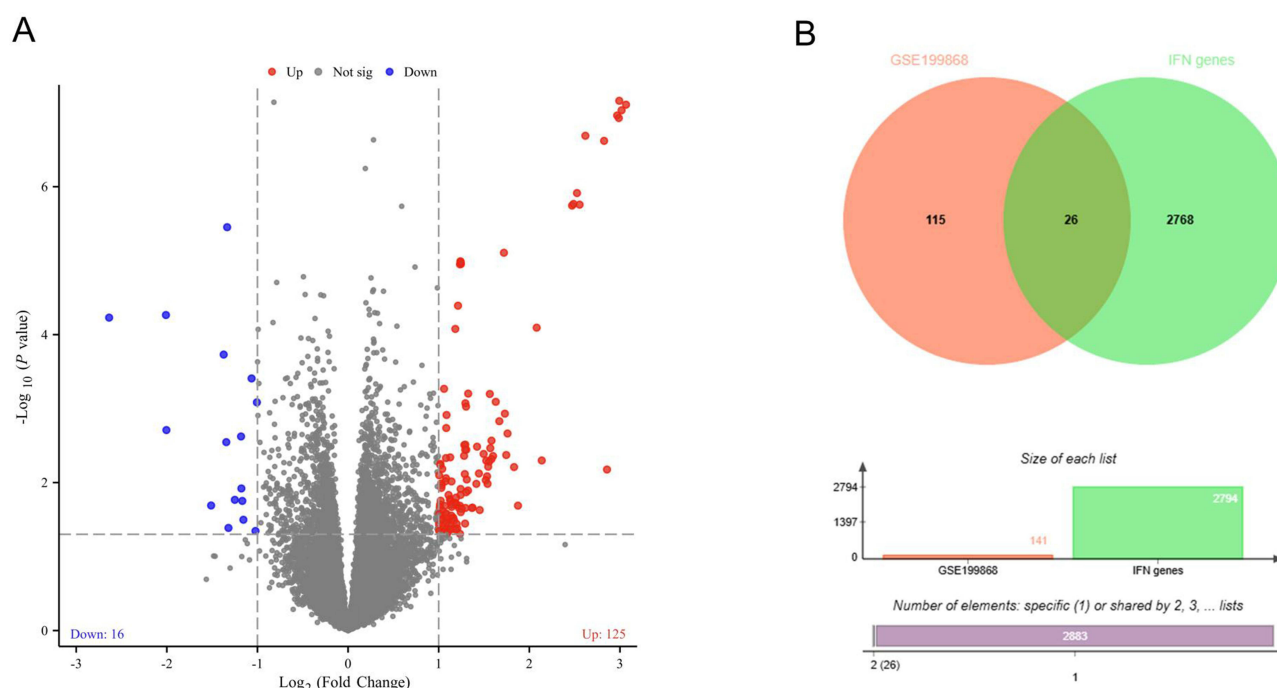 A
Up Not sig Down
6
4
2
0
-Log 10 (P value)
Down: 16
Up: 125
-3 -2 -1 0 1 2 3
Log2 (Fold Change)
B
GSE199868 IFN genes
115 26 2768
Size of each list
2794
1397
0
141
2794
GSE199868 IFN genes
Number of elements: specific (1) or shared by 2, 3, ... lists
2883
2 (26)
1